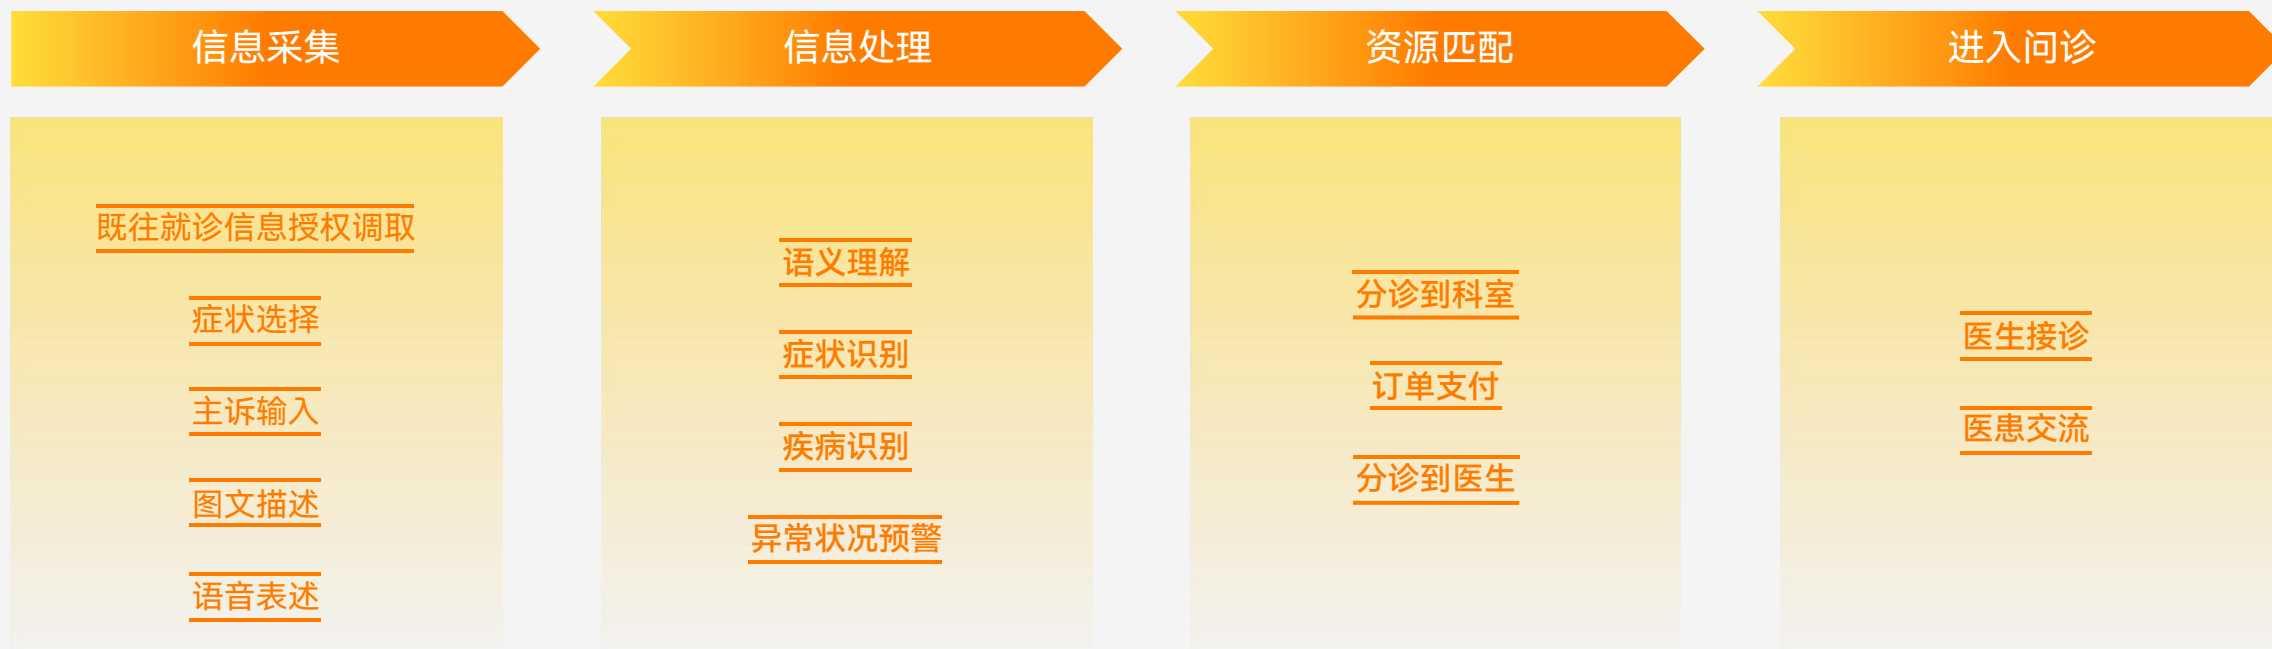 信息采集
既往就诊信息授权调取
症状选择
主诉输入
图文描述
语音表述
信息处理
语义理解
症状识别
疾病识别
异常状况预警
资源匹配
分诊到科室
订单支付
分诊到医生
进入问诊
医生接诊
医患交流